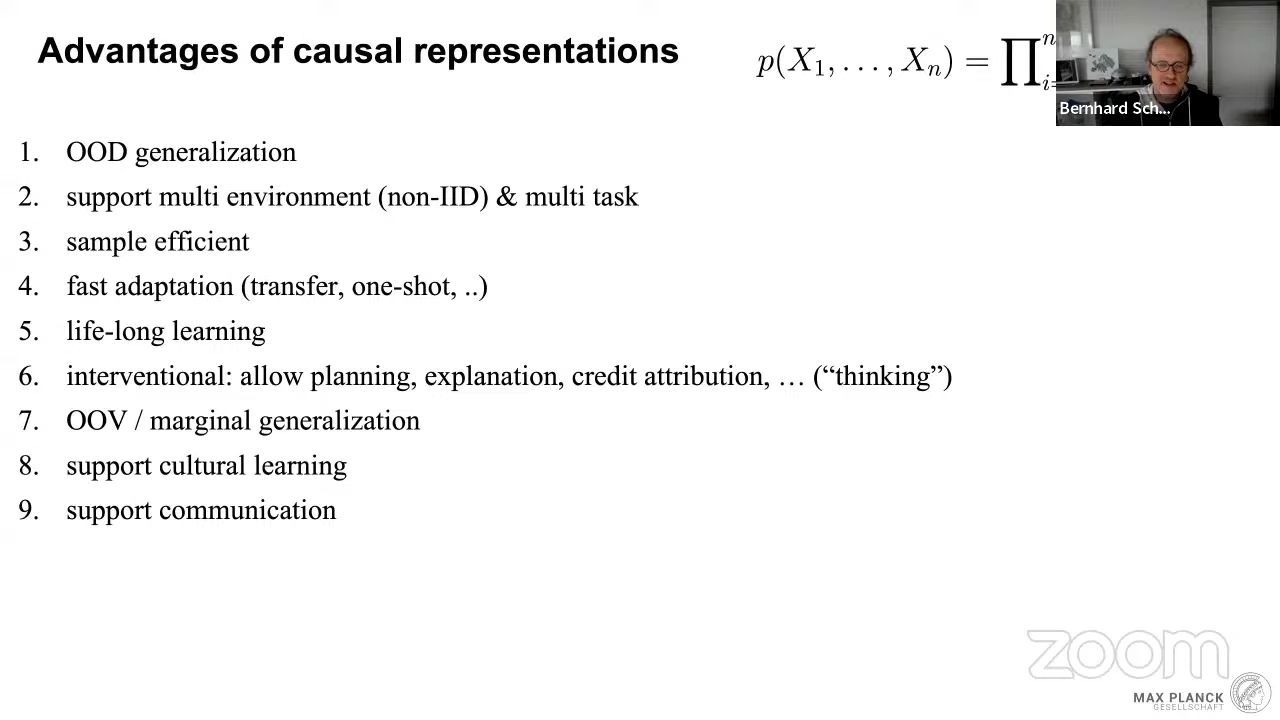 Advantages of causal representations
p(X₁, . . . , Xₙ) = ∏ⁿᵢ₌
Bernhard Sch...
1. OOD generalization
2. support multi environment (non-IID) & multi task
3. sample efficient
4. fast adaptation (transfer, one-shot, ..)
5. life-long learning
6. interventional: allow planning, explanation, credit attribution, … (“thinking”)
7. OOV / marginal generalization
8. support cultural learning
9. support communication
zoom
MAX PLANCK
GESELLSCHAFT